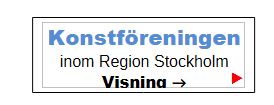 Konstföreningen
inom Region Stockholm
Visning →